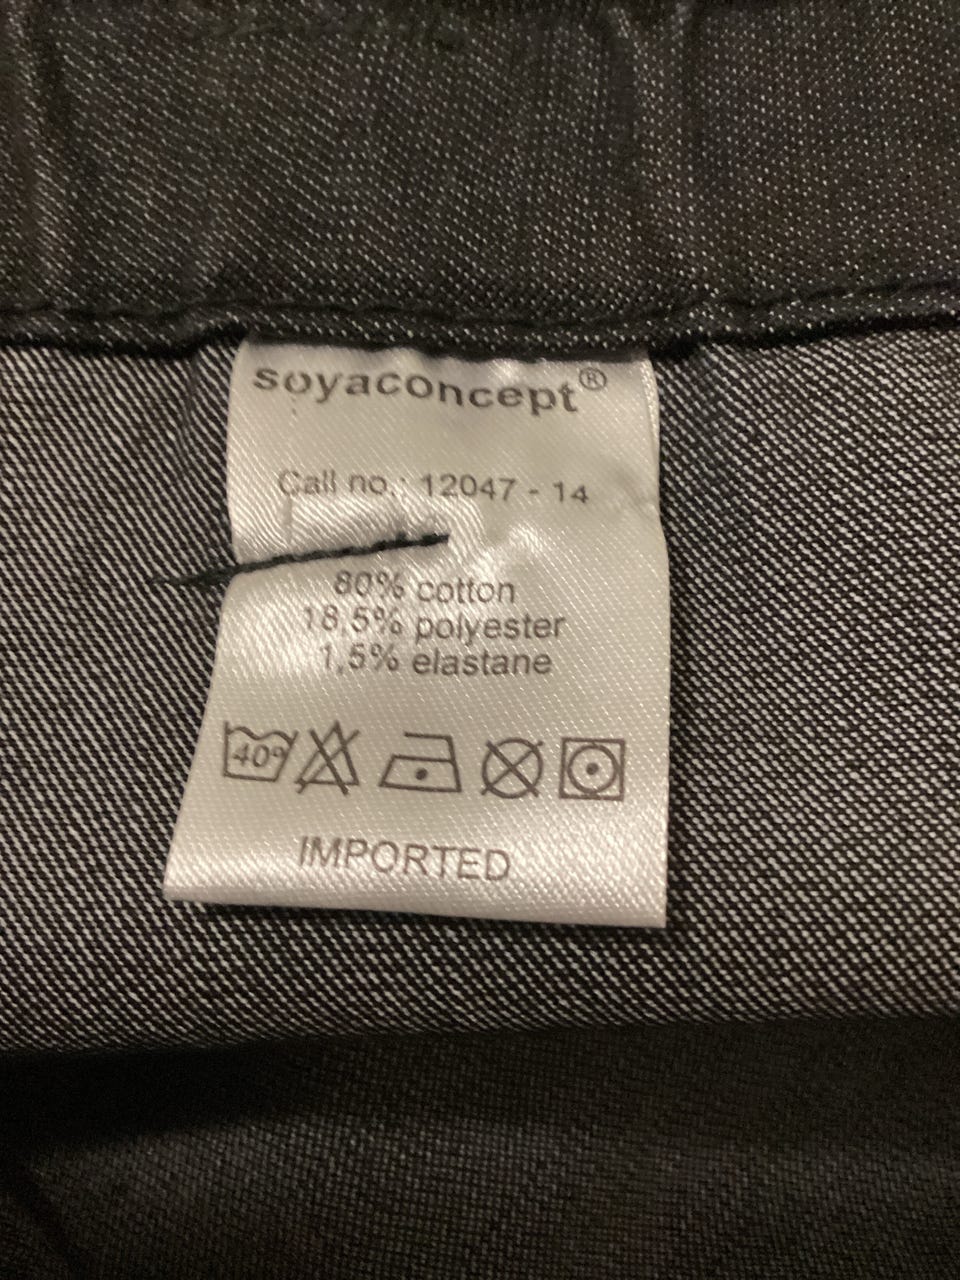 soyaconcept®
Call no.: 12047 - 14
80% cotton
18,5% polyester
1,5% elastane
40°
IMPORTED